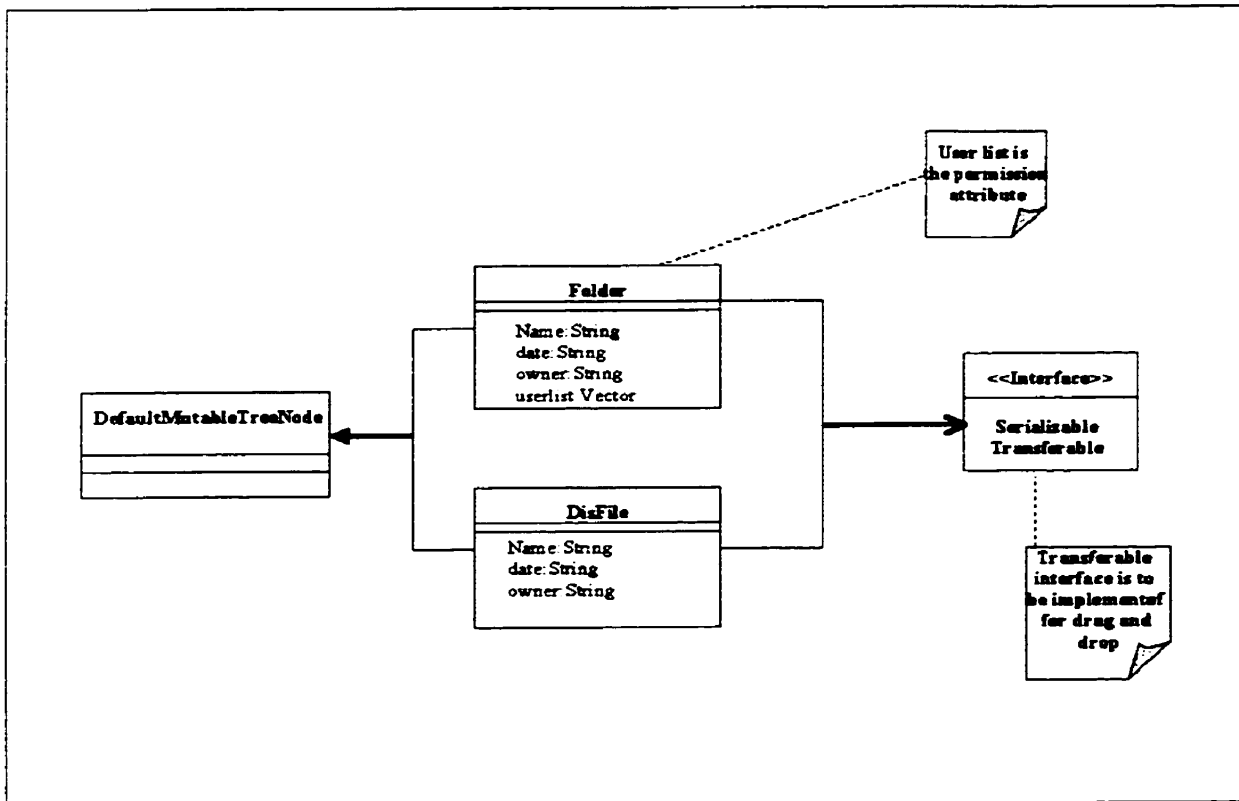 User list is
the permission
attribute
Folder
Name: String
date: String
owner: String
userlist Vector
<<Interface>>
Serializable
Transferable
DefaultMutableTreeNode
DisFile
Name: String
date: String
owner: String
Transferable
interface is to
be implementef
for drag and
drop